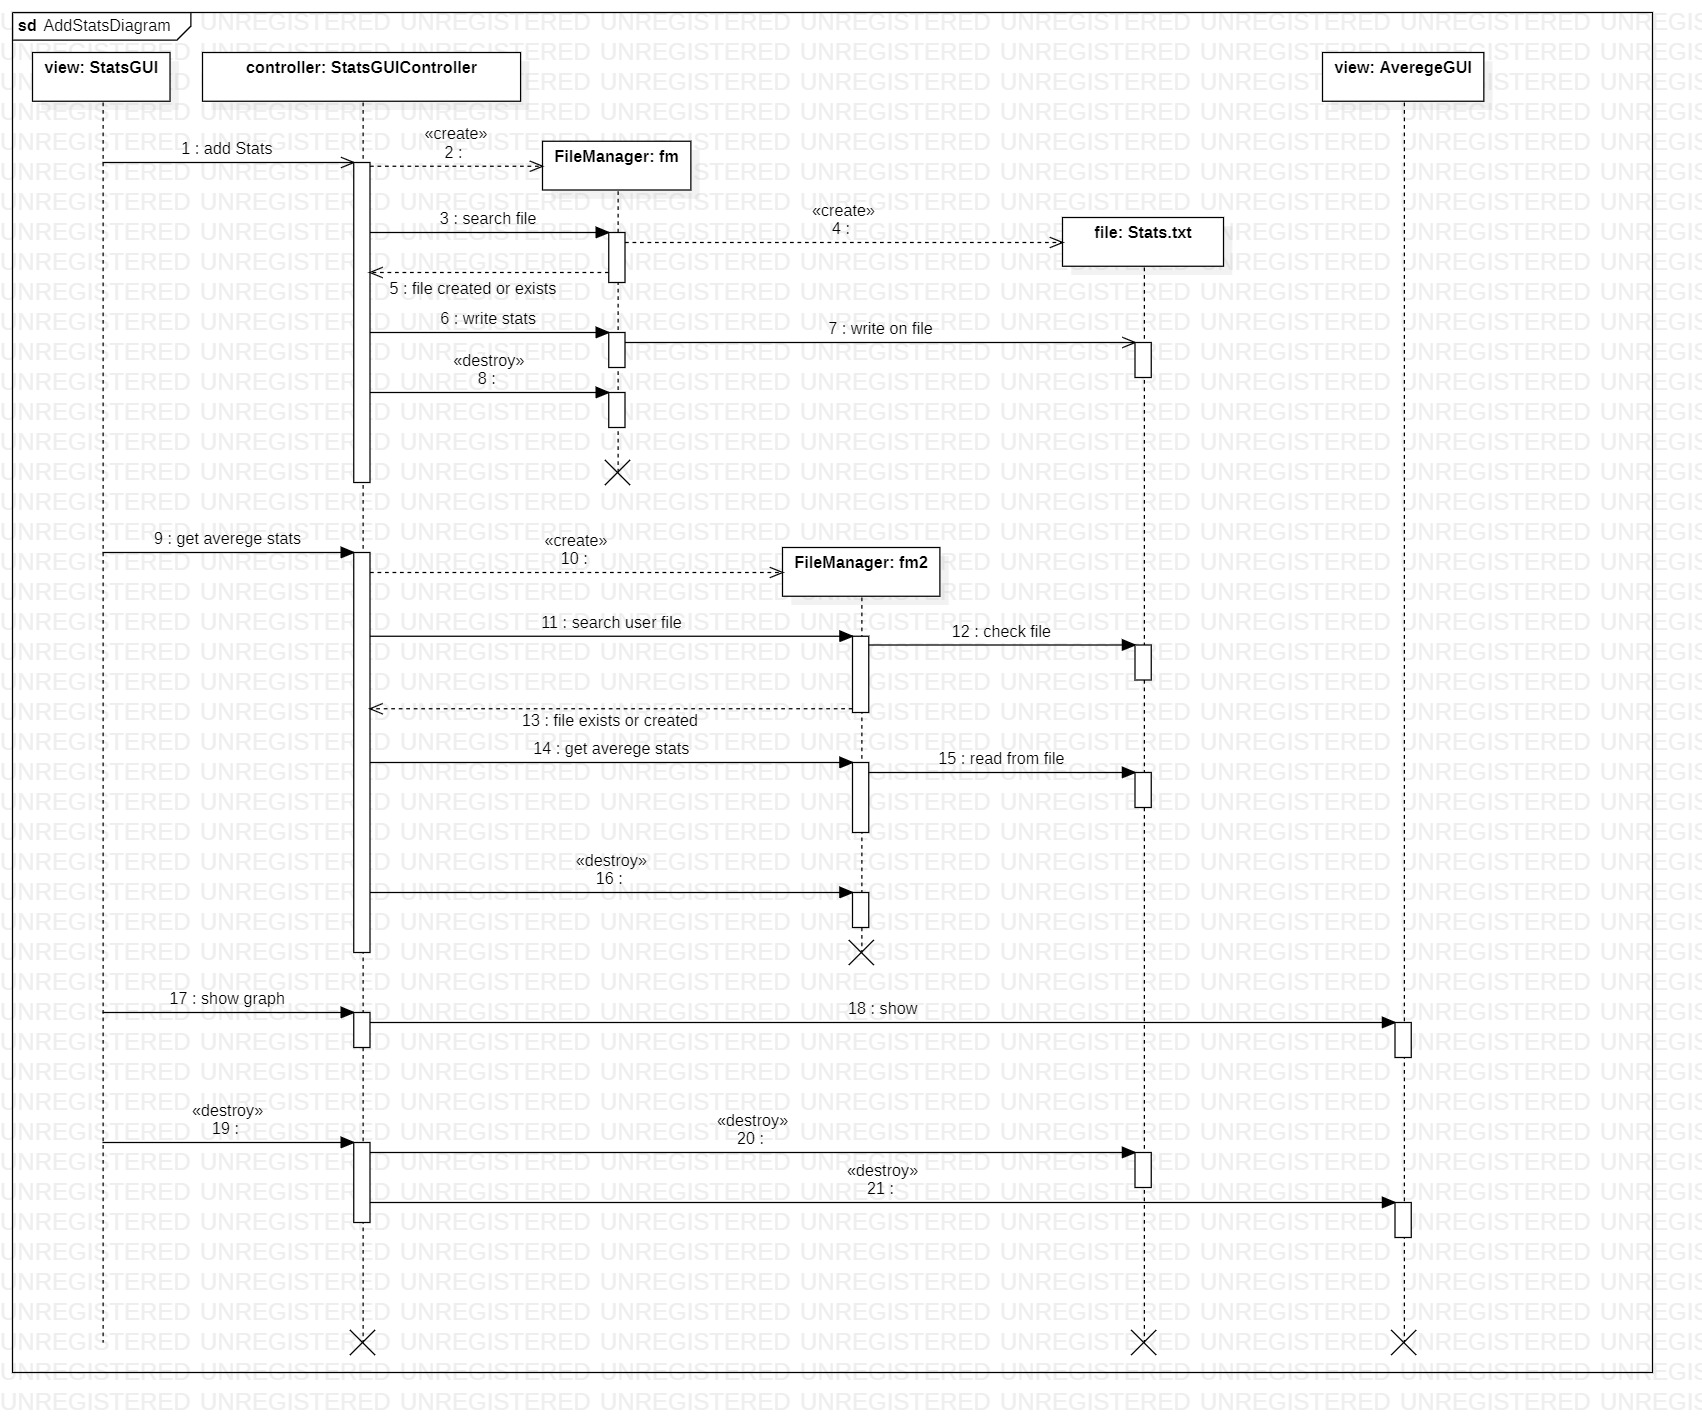 sd AddStatsDiagram
view: StatsGUI
controller: StatsGUIController
view: AveregeGUI
«create»
1 : add Stats
2 :
FileManager: fm
«create»
3 : search file
4 :
file: Stats.txt
5 : file created or exists
6 : write stats
7 : write on file
«destroy»
8 :
9 : get averege stats
«create»
10 :
FileManager: fm2
11 : search user file
12 : check file
13 : file exists or created
14 : get averege stats
15 : read from file
«destroy»
16 :
17 : show graph
18 : show
«destroy»
19 :
«destroy»
20 :
«destroy»
21 :
UNREGISTERED